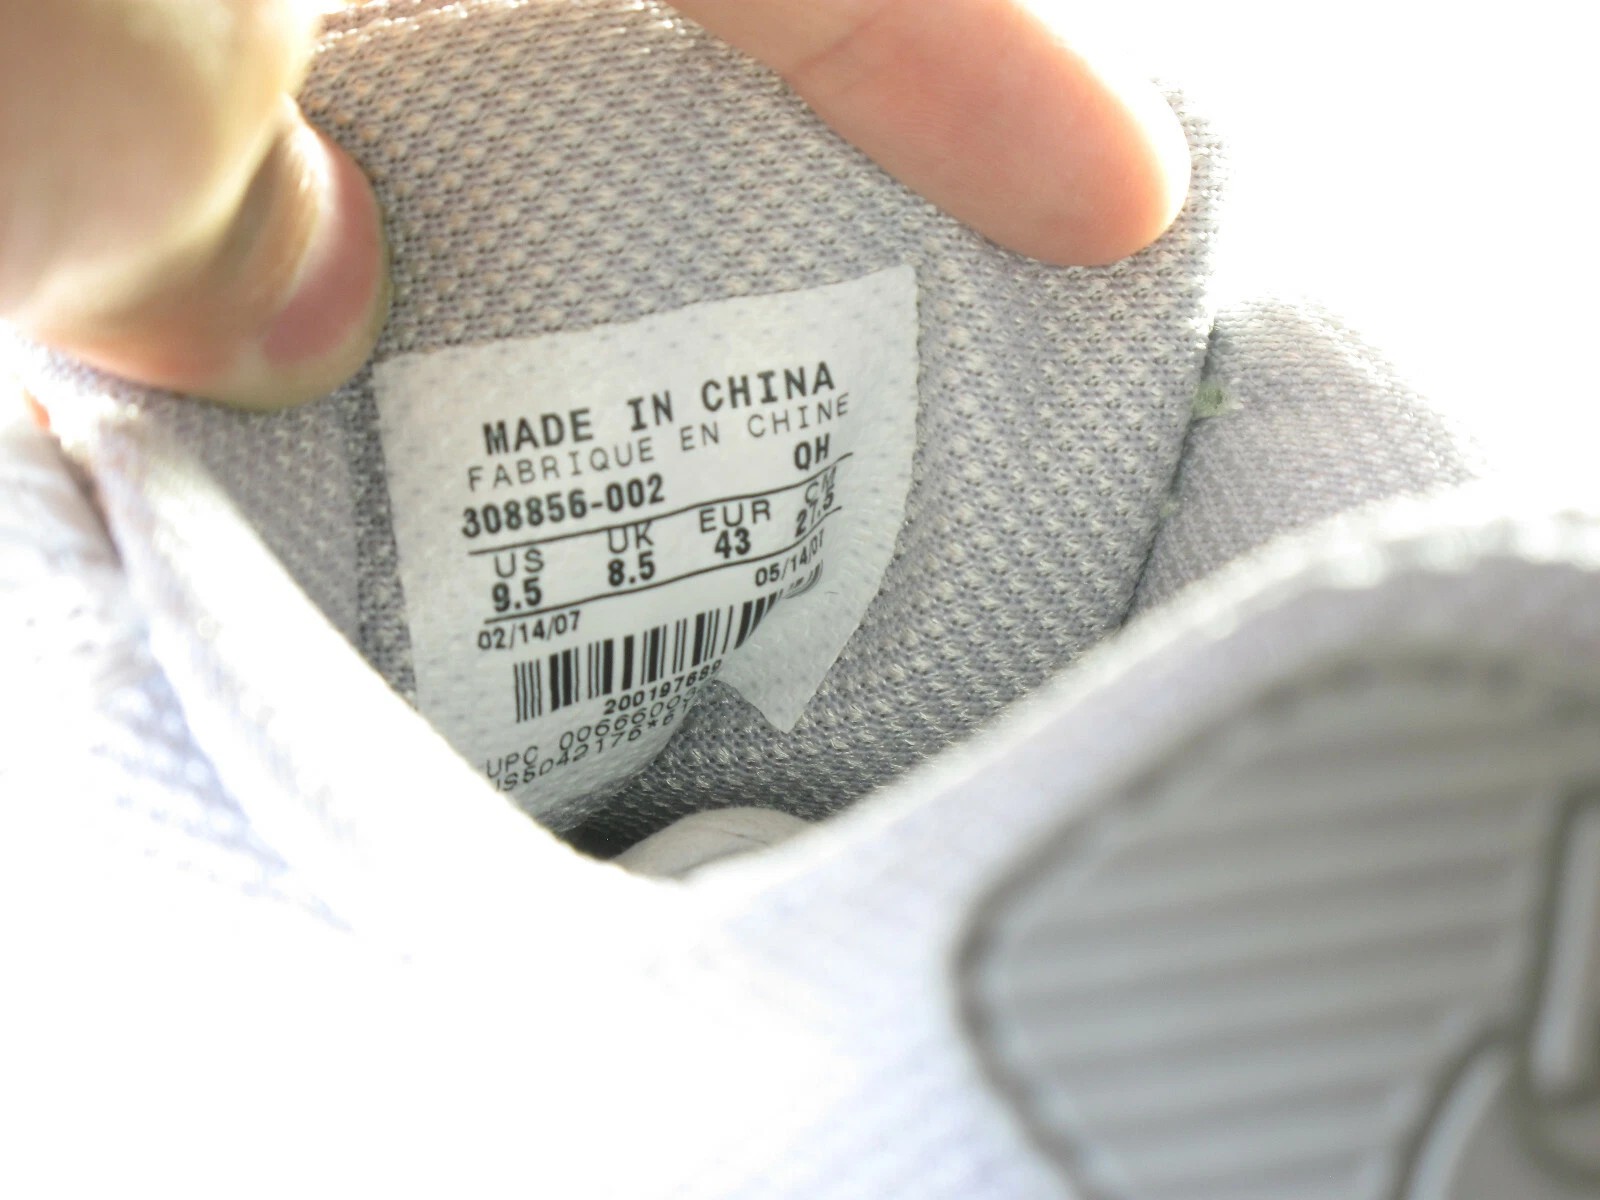 MADE IN CHINA
FABRIQUE EN CHINE
308856-002 QH
US UK EUR CM
9.5 8.5 43 27.5
02/14/07 05/14/07
200197689
UPC